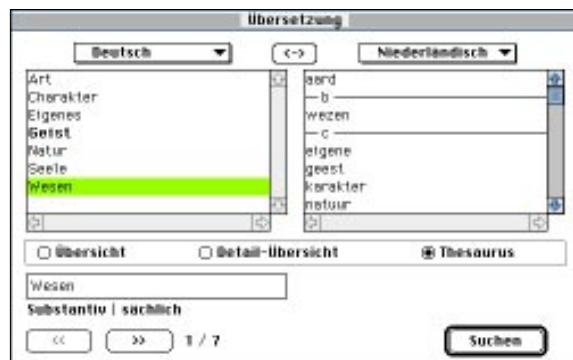 Übersetzung
Deutsch
<->
Niederländisch
Art
Charakter
Eigenes
Geist
Natur
Seele
Wesen
aard
b
wezen
c
eigene
geest
karakter
natuur
Übersicht
Detail-Übersicht
Thesaurus
Wesen
Substantiv | sächlich
<<
>>
1 / 7
Suchen